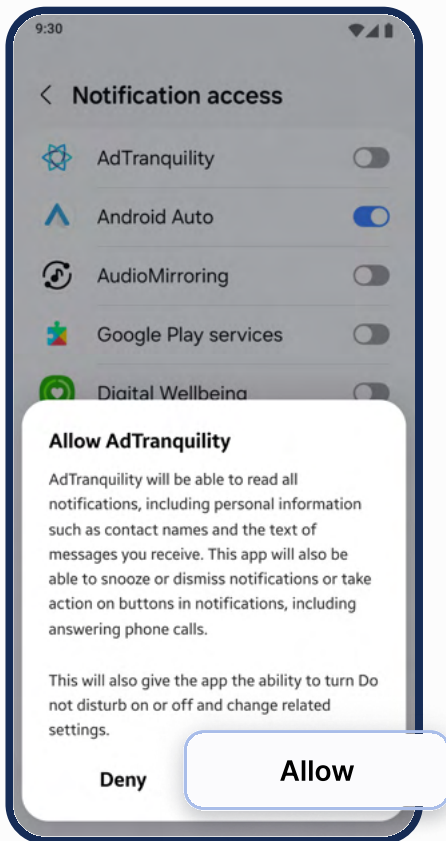 9:30
Notification access
AdTranquility
Android Auto
AudioMirroring
Google Play services
Digital Wellbeing
Allow AdTranquility
AdTranquility will be able to read all
notifications, including personal information
such as contact names and the text of
messages you receive. This app will also be
able to snooze or dismiss notifications or take
action on buttons in notifications, including
answering phone calls.
This will also give the app the ability to turn Do
not disturb on or off and change related
settings.
Deny
Allow